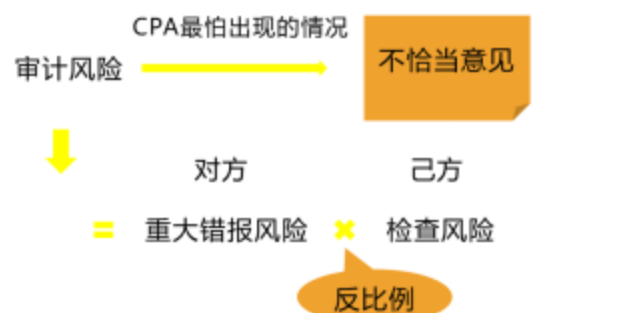 CPA最怕出现的情况
审计风险
不恰当意见
对方 己方
= 重大错报风险 × 检查风险
反比例